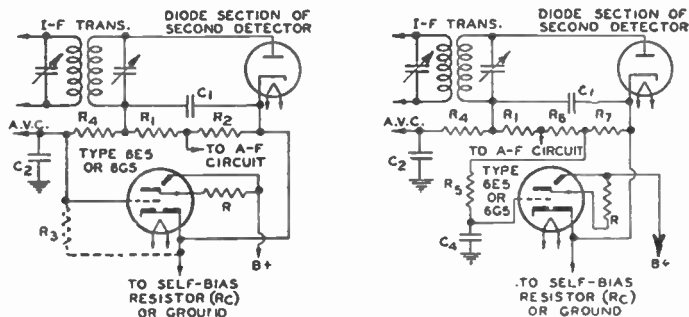 I-F TRANS.
DIODE SECTION OF
SECOND DETECTOR
C1
A.V.C.
R4
R1
R2
TO A-F
CIRCUIT
C2
TYPE 6E5
OR 6G5
R
R3
B+
TO SELF-BIAS
RESISTOR (RC)
OR GROUND
I-F TRANS.
DIODE SECTION OF
SECOND DETECTOR
C1
A.V.C.
R4
R1
R6
R7
TO A-F
CIRCUIT
C2
TYPE
6E5 OR
6G5
R5
R
C4
B+
.TO SELF-BIAS
RESISTOR (RC)
OR GROUND